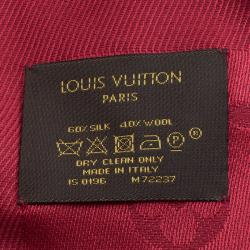 LOUIS VUITTON
PARIS
60% SILK 40% WOOL
P
DRY CLEAN ONLY
MADE IN ITALY
IS 0196 M72237